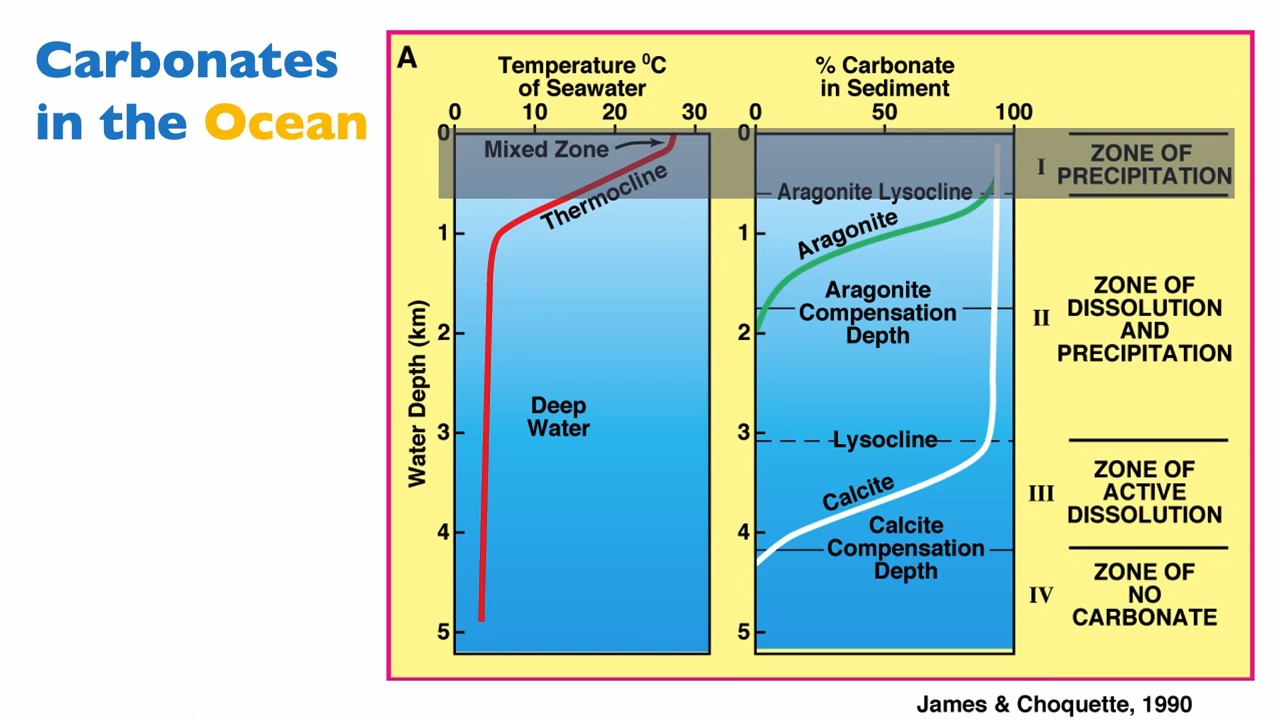 Carbonates
in the Ocean
A
Temperature ⁰C
of Seawater
0 10 20 30
% Carbonate
in Sediment
0 50 100
Water Depth (km)
0
1
2
3
4
5
Mixed Zone
Thermocline
Deep
Water
0
1
2
3
4
5
Aragonite Lysocline
Aragonite
Aragonite
Compensation
Depth
Lysocline
Calcite
Calcite
Compensation
Depth
I
ZONE OF
PRECIPITATION
II
ZONE OF
DISSOLUTION
AND
PRECIPITATION
III
ZONE OF
ACTIVE
DISSOLUTION
IV
ZONE OF
NO
CARBONATE
James & Choquette, 1990